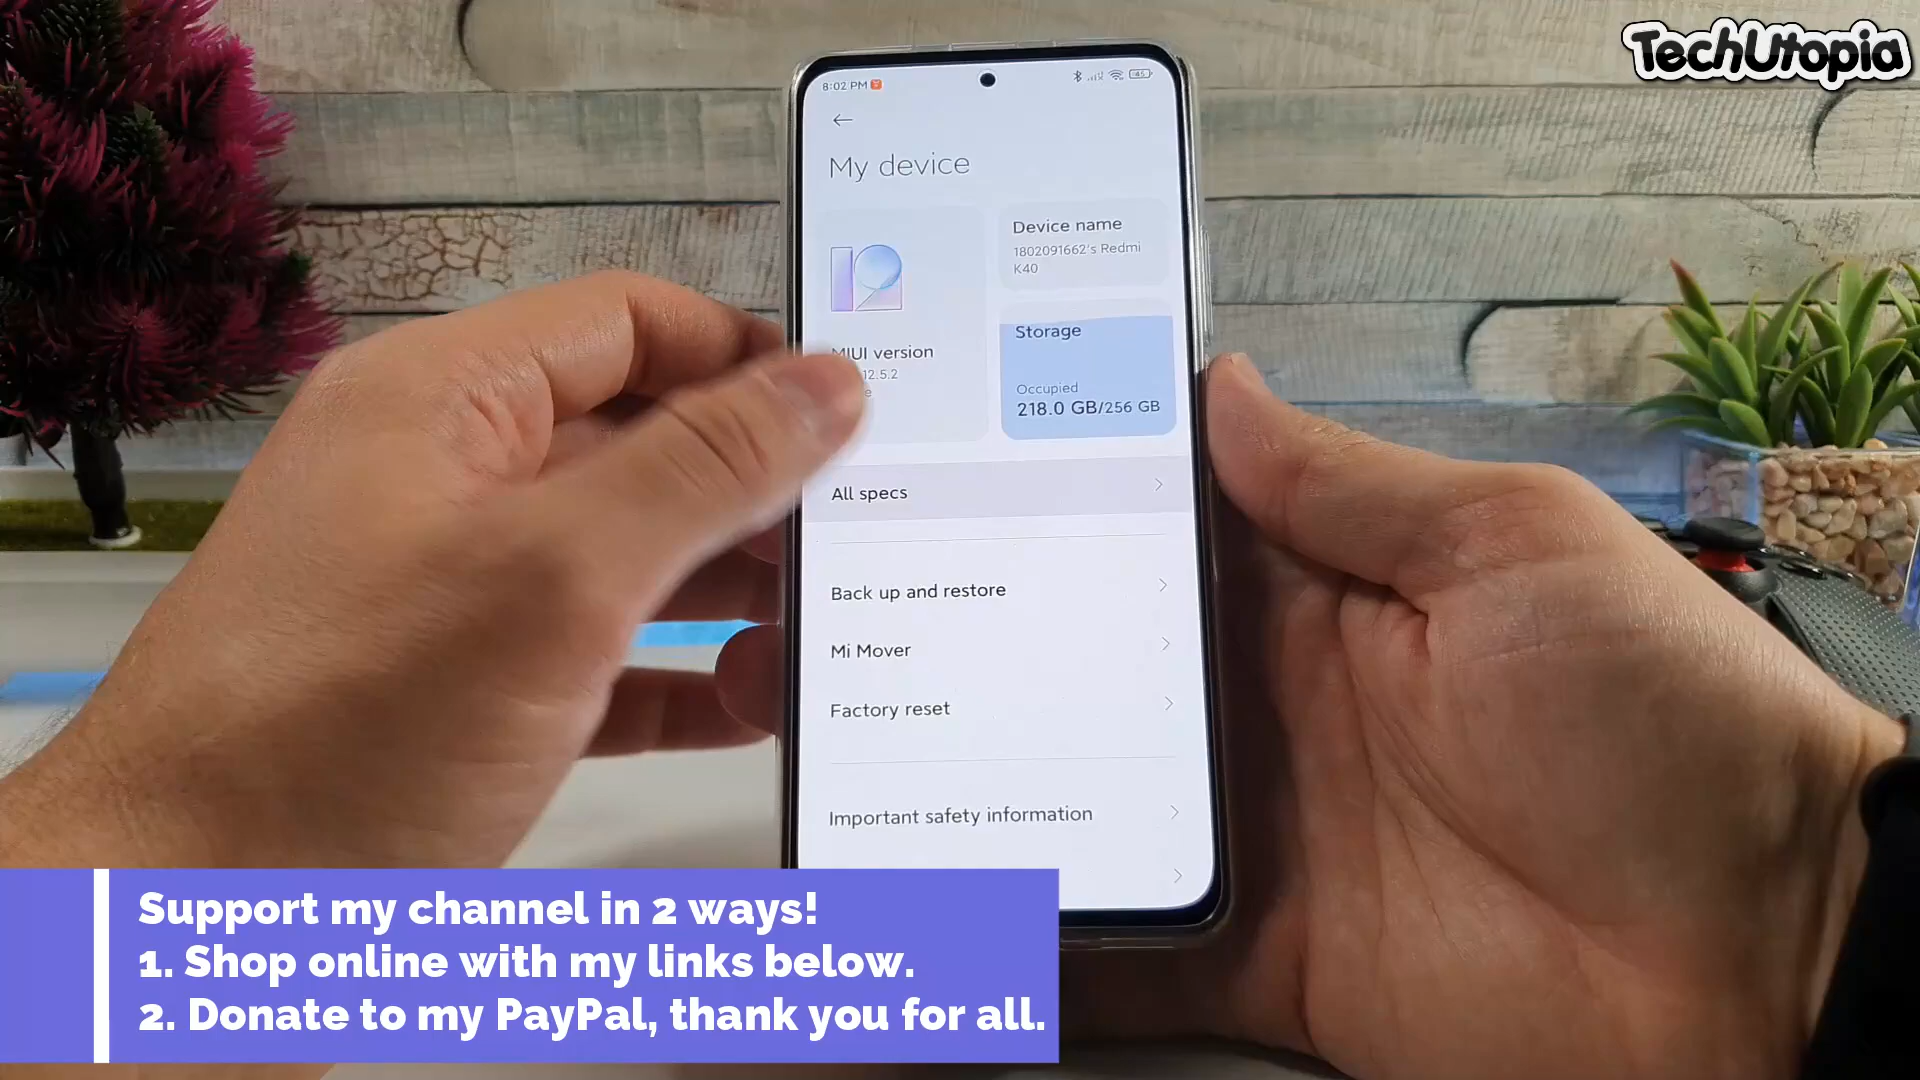 TechUtopia
8:02 PM
45
My device
Device name
1802091662's Redmi
K40
MIUI version
12.5.2
Storage
Occupied
218.0 GB/256 GB
All specs
Back up and restore
Mi Mover
Factory reset
Important safety information
Support my channel in 2 ways!
1. Shop online with my links below.
2. Donate to my PayPal, thank you for all.